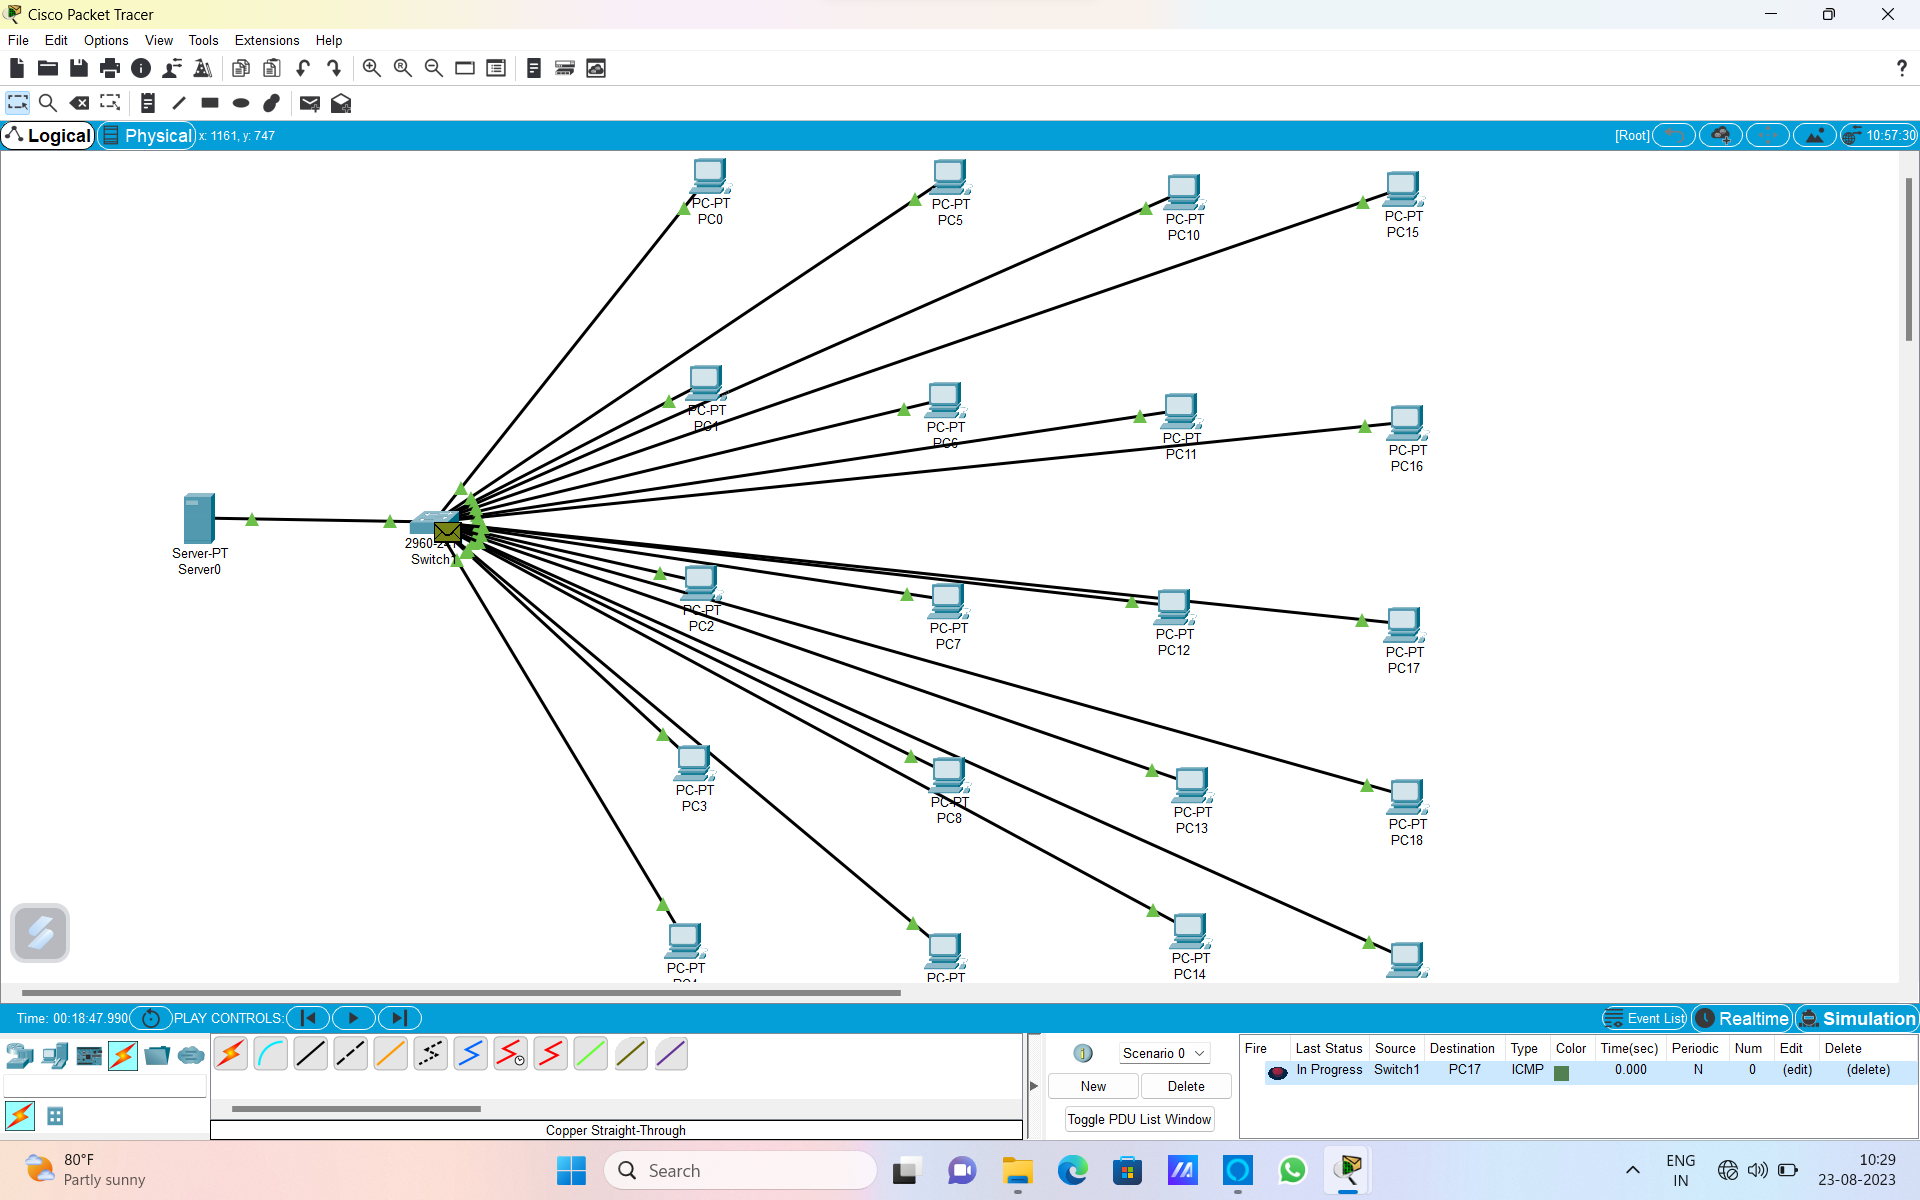 Cisco Packet Tracer
File Edit Options View Tools Extensions Help
Logical Physical x: 1161, y: 747 [Root] 10:57:30
PC-PT
PC0
PC-PT
PC5
PC-PT
PC10
PC-PT
PC15
PC-PT
PC1
PC-PT
PC6
PC-PT
PC11
PC-PT
PC16
Server-PT
Server0
Switch1
PC-PT
PC2
PC-PT
PC7
PC-PT
PC12
PC-PT
PC17
PC-PT
PC3
PC-PT
PC8
PC-PT
PC13
PC-PT
PC18
PC-PT
PC-PT
PC-PT
PC14
Time: 00:18:47.990 PLAY CONTROLS: Event List Realtime Simulation
Scenario 0
New Delete
Toggle PDU List Window
Fire Last Status Source Destination Type Color Time(sec) Periodic Num Edit Delete
In Progress Switch1 PC17 ICMP 0.000 N 0 (edit) (delete)
Copper Straight-Through
80°F
Partly sunny
Search
ENG
IN
10:29
23-08-2023